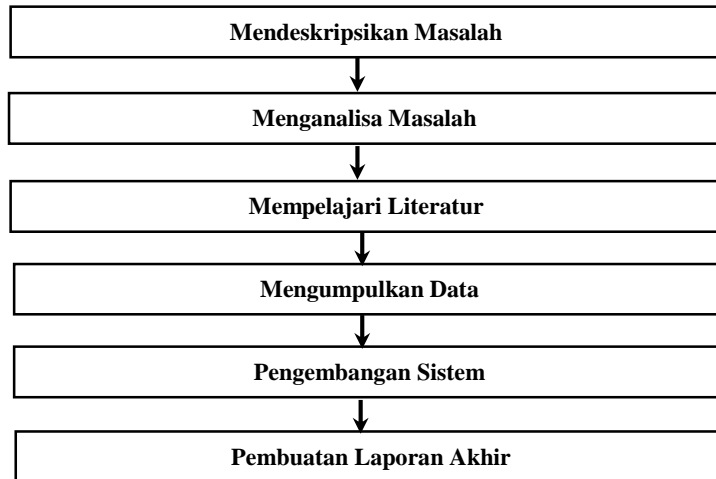 Mendeskripsikan Masalah
Menganalisa Masalah
Mempelajari Literatur
Mengumpulkan Data
Pengembangan Sistem
Pembuatan Laporan Akhir